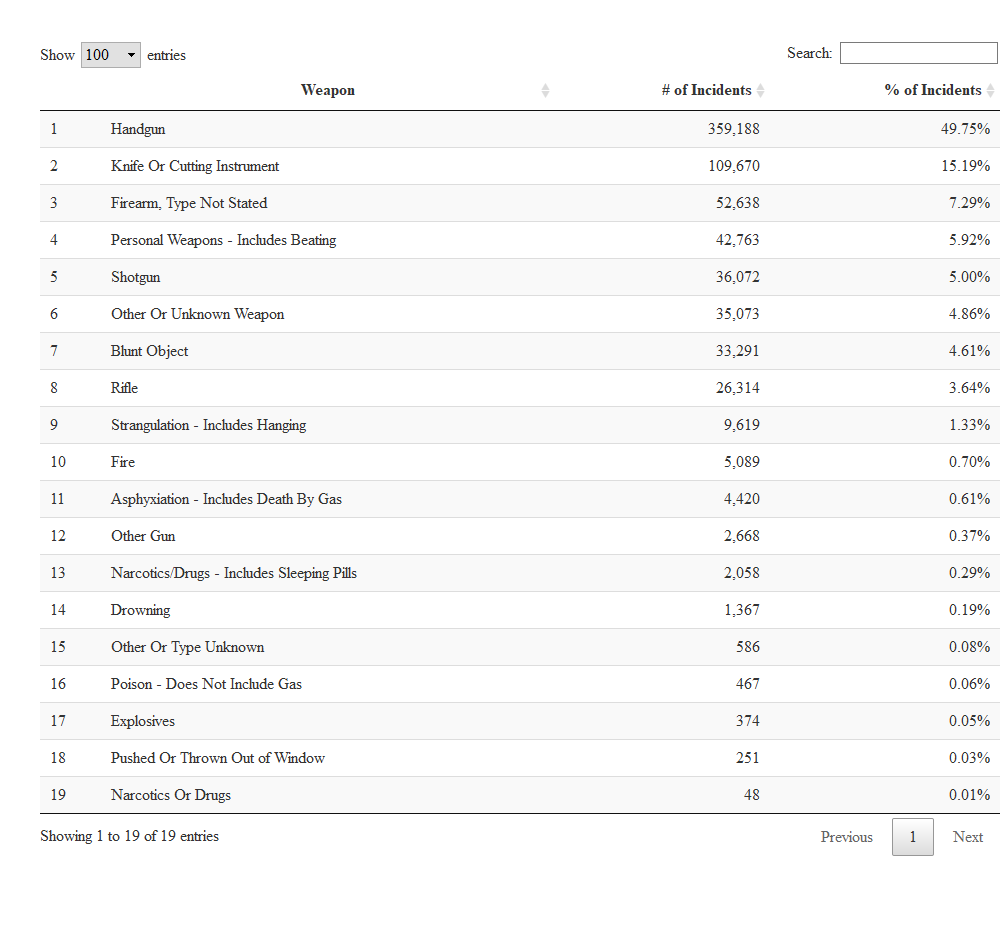 Show 100 entries Search:
Weapon # of Incidents % of Incidents
1 Handgun 359,188 49.75%
2 Knife Or Cutting Instrument 109,670 15.19%
3 Firearm, Type Not Stated 52,638 7.29%
4 Personal Weapons - Includes Beating 42,763 5.92%
5 Shotgun 36,072 5.00%
6 Other Or Unknown Weapon 35,073 4.86%
7 Blunt Object 33,291 4.61%
8 Rifle 26,314 3.64%
9 Strangulation - Includes Hanging 9,619 1.33%
10 Fire 5,089 0.70%
11 Asphyxiation - Includes Death By Gas 4,420 0.61%
12 Other Gun 2,668 0.37%
13 Narcotics/Drugs - Includes Sleeping Pills 2,058 0.29%
14 Drowning 1,367 0.19%
15 Other Or Type Unknown 586 0.08%
16 Poison - Does Not Include Gas 467 0.06%
17 Explosives 374 0.05%
18 Pushed Or Thrown Out of Window 251 0.03%
19 Narcotics Or Drugs 48 0.01%
Showing 1 to 19 of 19 entries Previous 1 Next